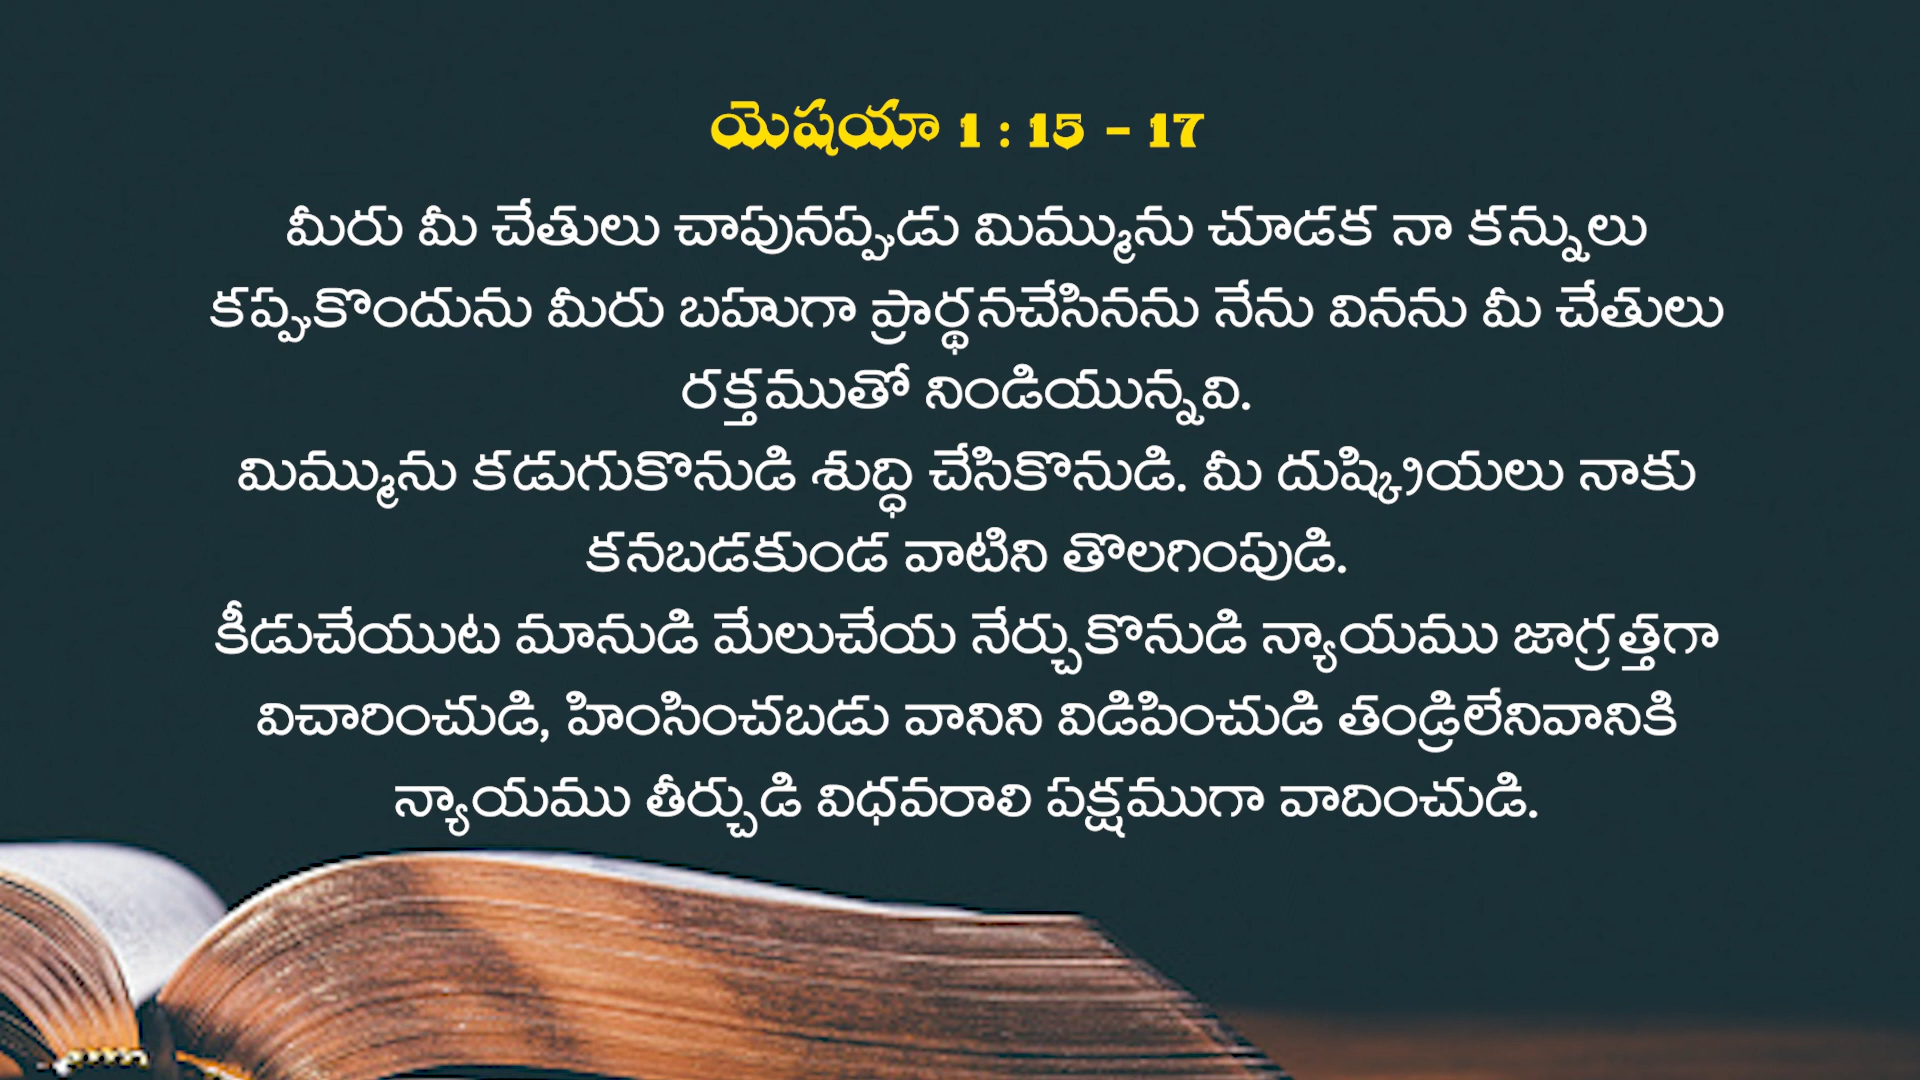 యెషయా 1 : 15 - 17
మీరు మీ చేతులు చాపునప్పుడు మిమ్మును చూడక నా కన్నులు
కప్పుకొందును మీరు బహుగా ప్రార్థనచేసినను నేను వినను మీ చేతులు
రక్తముతో నిండియున్నవి.
మిమ్మును కడుగుకొనుడి శుద్ధి చేసికొనుడి. మీ దుష్క్రియలు నాకు
కనబడకుండ వాటిని తొలగింపుడి.
కీడుచేయుట మానుడి మేలుచేయ నేర్చుకొనుడి న్యాయము జాగ్రత్తగా
విచారించుడి, హింసించబడు వానిని విడిపించుడి తండ్రిలేనివానికి
న్యాయము తీర్చుడి విధవరాలి పక్షముగా వాదించుడి.